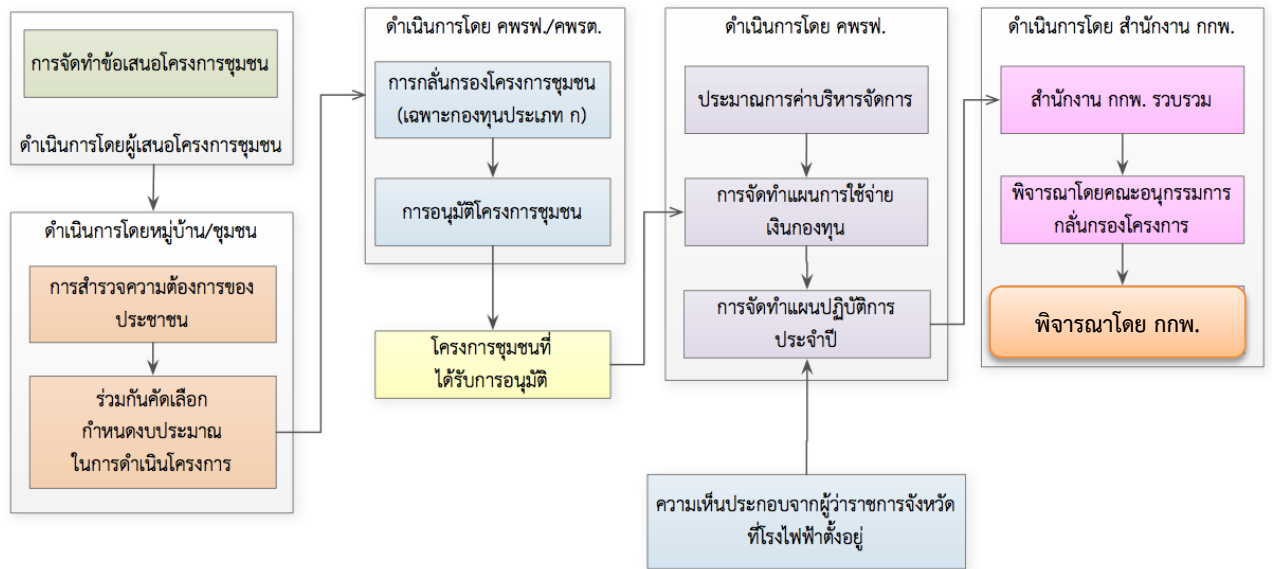 การจัดทำข้อเสนอโครงการชุมชน
ดำเนินการโดยผู้เสนอโครงการชุมชน
ดำเนินการโดยหมู่บ้าน/ชุมชน
การสำรวจความต้องการของ
ประชาชน
ร่วมกันคัดเลือก
กำหนดงบประมาณ
ในการดำเนินโครงการ
ดำเนินการโดย คพรฟ./คพรต.
การกลั่นกรองโครงการชุมชน
(เฉพาะกองทุนประเภท ก)
การอนุมัติโครงการชุมชน
โครงการชุมชนที่
ได้รับการอนุมัติ
ดำเนินการโดย คพรฟ.
ประมาณการค่าบริหารจัดการ
การจัดทำแผนการใช้จ่าย
เงินกองทุน
การจัดทำแผนปฏิบัติการ
ประจำปี
ความเห็นประกอบจากผู้ว่าราชการจังหวัด
ที่โรงไฟฟ้าตั้งอยู่
ดำเนินการโดย สำนักงาน กกพ.
สำนักงาน กกพ. รวบรวม
พิจารณาโดยคณะอนุกรรมการ
กลั่นกรองโครงการ
พิจารณาโดย กกพ.